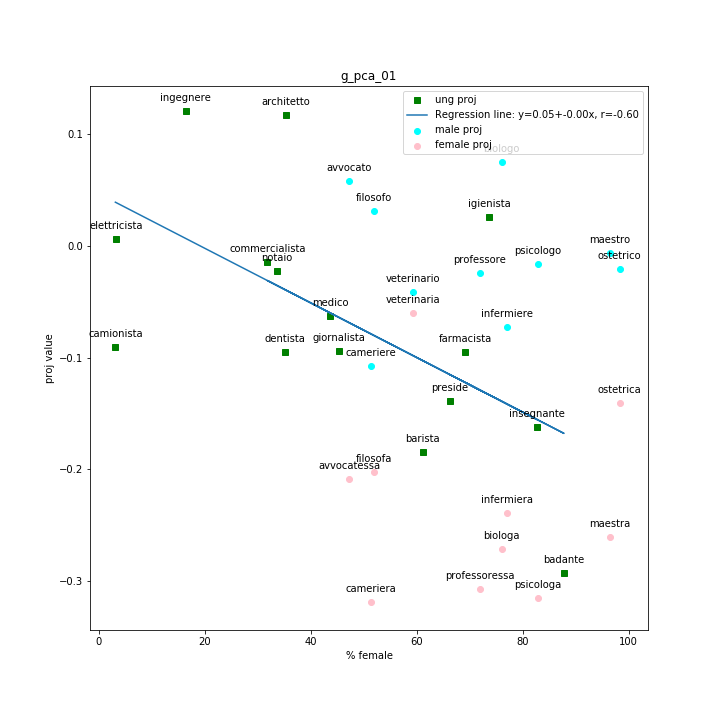 g_pca_01
ung proj
Regression line: y=0.05+-0.00x, r=-0.60
male proj
female proj
biologo
ingegnere
architetto
avvocato
filosofo
igienista
elettricista
maestro
commercialista
notaio
psicologo
ostetrico
professore
veterinario
veterinaria
medico
infermiere
camionista
dentista
giornalista
farmacista
cameriere
preside
ostetrica
insegnante
barista
filosofa
avvocatessa
infermiera
maestra
biologa
badante
professoressa
psicologa
cameriera
0.1
0.0
−0.1
−0.2
−0.3
proj value
0
20
40
60
80
100
% female